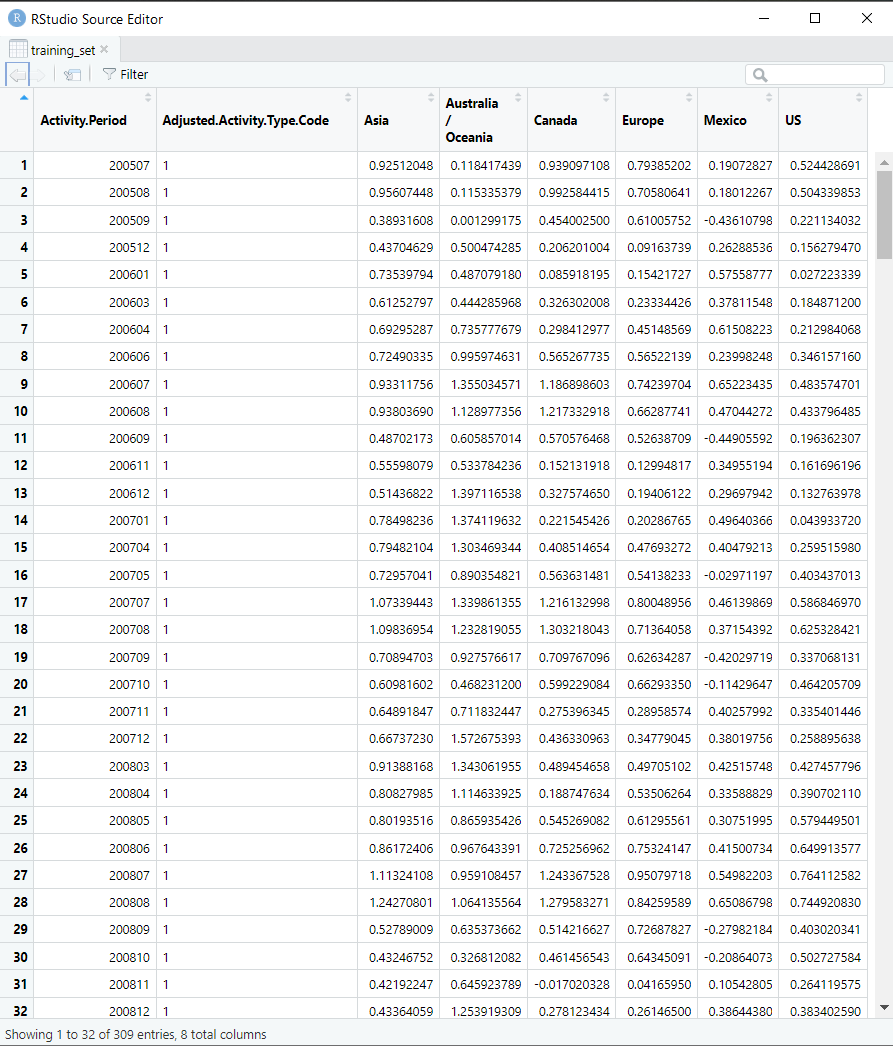 R RStudio Source Editor
training_set
Filter
Activity.Period Adjusted.Activity.Type.Code Asia Australia / Oceania Canada Europe Mexico US
1 200507 1 0.92512048 0.118417439 0.939097108 0.79385202 0.19072827 0.524428691
2 200508 1 0.95607448 0.115335379 0.992584415 0.70580641 0.18012267 0.504339853
3 200509 1 0.38931608 0.001299175 0.454002500 0.61005752 -0.43610798 0.221134032
4 200512 1 0.43704629 0.500474285 0.206201004 0.09163739 0.26288536 0.156279470
5 200601 1 0.73539794 0.487079180 0.085918195 0.15421727 0.57558777 0.027223339
6 200603 1 0.61252797 0.444285968 0.326302008 0.23334426 0.37811548 0.184871200
7 200604 1 0.69295287 0.735777679 0.298412977 0.45148569 0.61508223 0.212984068
8 200606 1 0.72490335 0.995974631 0.565267735 0.56522139 0.23998248 0.346157160
9 200607 1 0.93311756 1.355034571 1.186898603 0.74239704 0.65223435 0.483574701
10 200608 1 0.93803690 1.128977356 1.217332918 0.66287741 0.47044272 0.433796485
11 200609 1 0.48702173 0.605857014 0.570576468 0.52638709 -0.44905592 0.196362307
12 200611 1 0.55598079 0.533784236 0.152131918 0.12994817 0.34955194 0.161696196
13 200612 1 0.51436822 1.397116538 0.327574650 0.19406122 0.29697942 0.132763978
14 200701 1 0.78498236 1.374119632 0.221545426 0.20286765 0.49640366 0.043933720
15 200704 1 0.79482104 1.303469344 0.408514654 0.47693272 0.40479213 0.259515980
16 200705 1 0.72957041 0.890354821 0.563631481 0.54138233 -0.02971197 0.403437013
17 200707 1 1.07339443 1.339861355 1.216132998 0.80048956 0.46139869 0.586846970
18 200708 1 1.09836954 1.232819055 1.303218043 0.71364058 0.37154392 0.625328421
19 200709 1 0.70894703 0.927576617 0.709767096 0.62634287 -0.42029719 0.337068131
20 200710 1 0.60981602 0.468231200 0.599229084 0.66293350 -0.11429647 0.464205709
21 200711 1 0.64891847 0.711832447 0.275396345 0.28958574 0.40257992 0.335401446
22 200712 1 0.66737230 1.572675393 0.436330963 0.34779045 0.38019756 0.258895638
23 200803 1 0.91388168 1.343061955 0.489454658 0.49705102 0.42515748 0.427457796
24 200804 1 0.80827985 1.114633925 0.188747634 0.53506264 0.33588829 0.390702110
25 200805 1 0.80193516 0.865935426 0.545269082 0.61295561 0.30751995 0.579449501
26 200806 1 0.86172406 0.967643391 0.725256962 0.75324147 0.41500734 0.649913577
27 200807 1 1.11324108 0.959108457 1.243367528 0.95079718 0.54982203 0.764112582
28 200808 1 1.24270801 1.064135564 1.279583271 0.84259589 0.65086798 0.744920830
29 200809 1 0.52789009 0.635373662 0.514216627 0.72687827 -0.27982184 0.403020341
30 200810 1 0.43246752 0.326812082 0.461456543 0.64345091 -0.20864073 0.502727584
31 200811 1 0.42192247 0.645923789 -0.017020328 0.04165950 0.10542805 0.264119575
32 200812 1 0.43364059 1.253919309 0.278123434 0.26146500 0.38644380 0.383402590
Showing 1 to 32 of 309 entries, 8 total columns